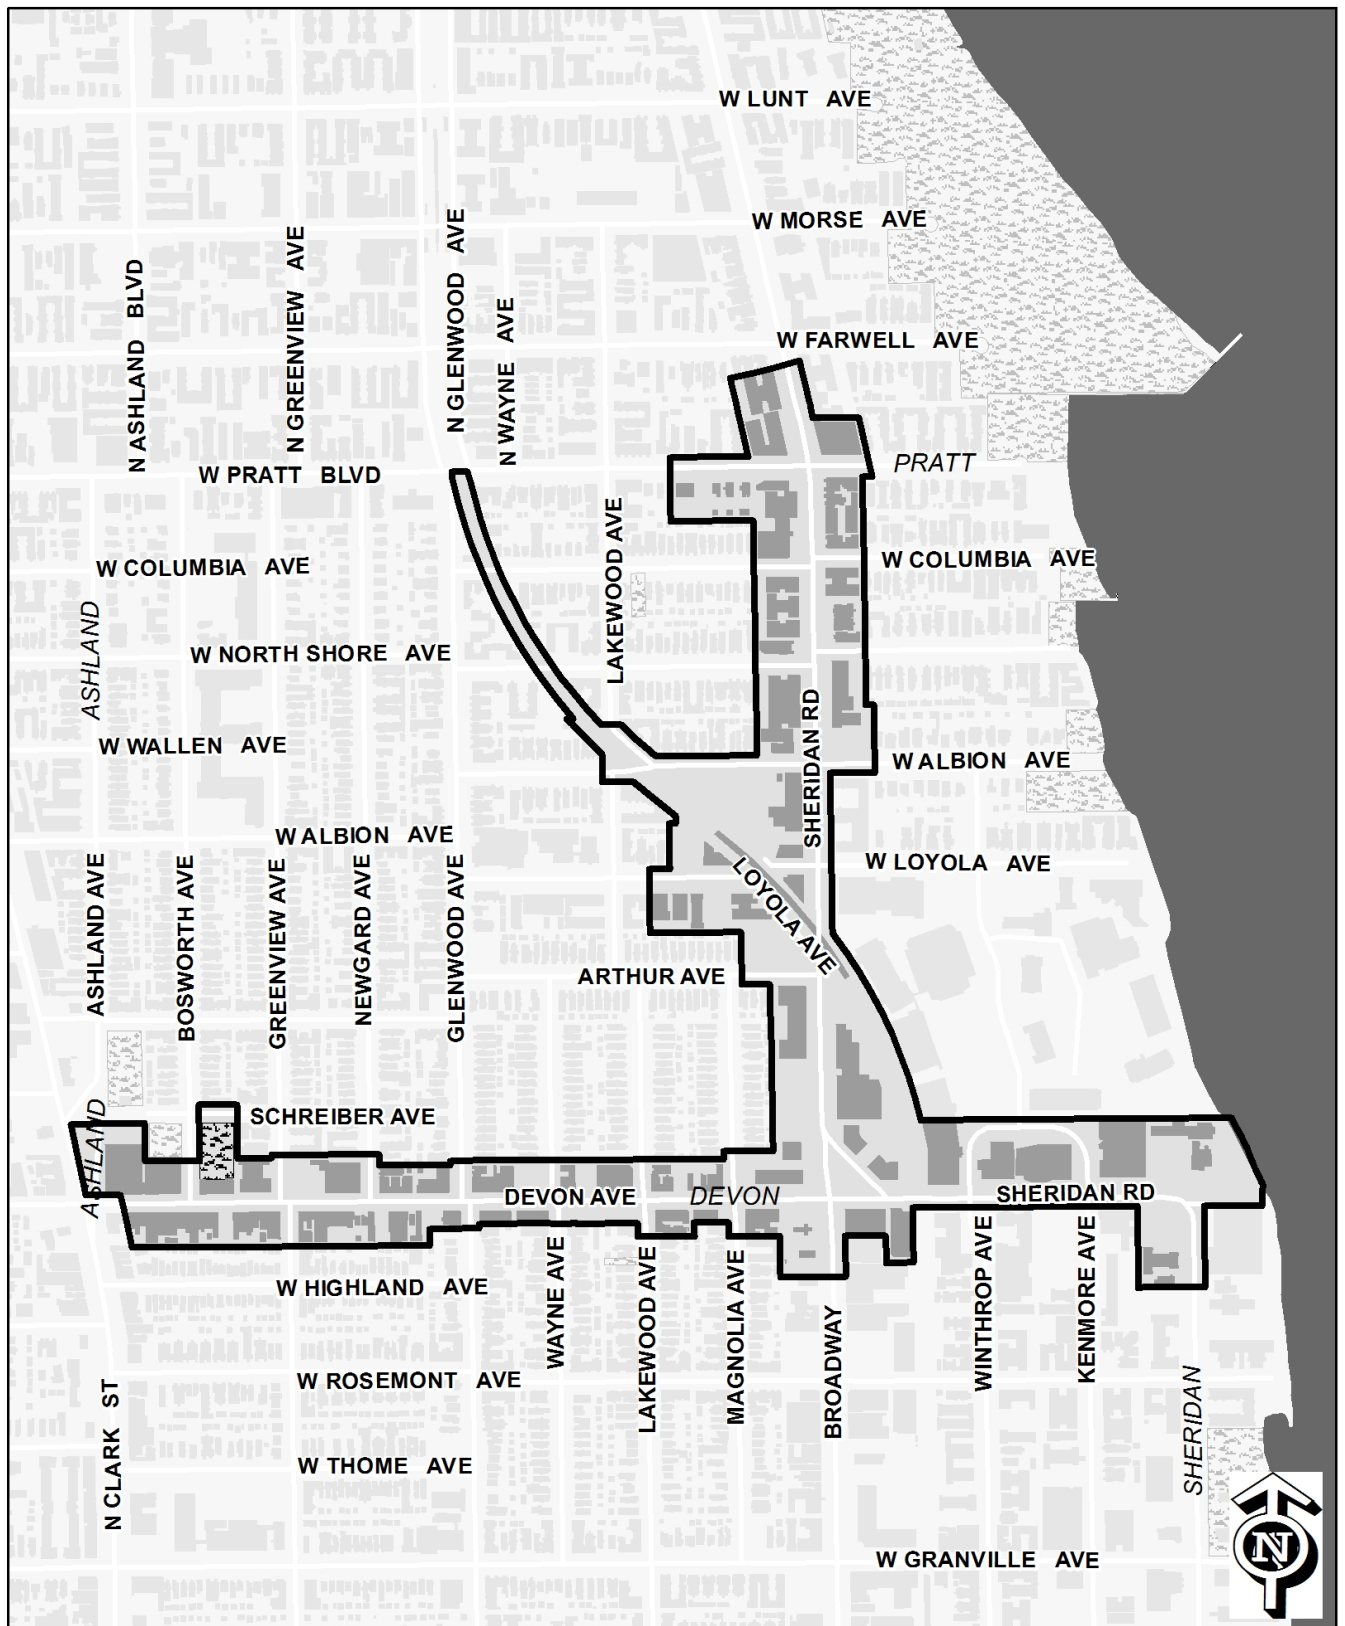 W LUNT AVE
W MORSE AVE
N GLENWOOD AVE
N GREENVIEW AVE
N ASHLAND BLVD
N WAYNE AVE
W FARWELL AVE
PRATT
W PRATT BLVD
LAKEWOOD AVE
W COLUMBIA AVE
W COLUMBIA AVE
ASHLAND
W NORTH SHORE AVE
SHERIDAN RD
W WALLEN AVE
W ALBION AVE
W ALBION AVE
W LOYOLA AVE
LOYOLA AVE
ASHLAND AVE
BOSWORTH AVE
GREENVIEW AVE
NEWGARD AVE
GLENWOOD AVE
ARTHUR AVE
SCHREIBER AVE
ASHLAND
DEVON AVE
DEVON
SHERIDAN RD
W HIGHLAND AVE
WAYNE AVE
LAKEWOOD AVE
MAGNOLIA AVE
BROADWAY
WINTHROP AVE
KENMORE AVE
W ROSEMONT AVE
SHERIDAN
N CLARK ST
W THOME AVE
W GRANVILLE AVE
N